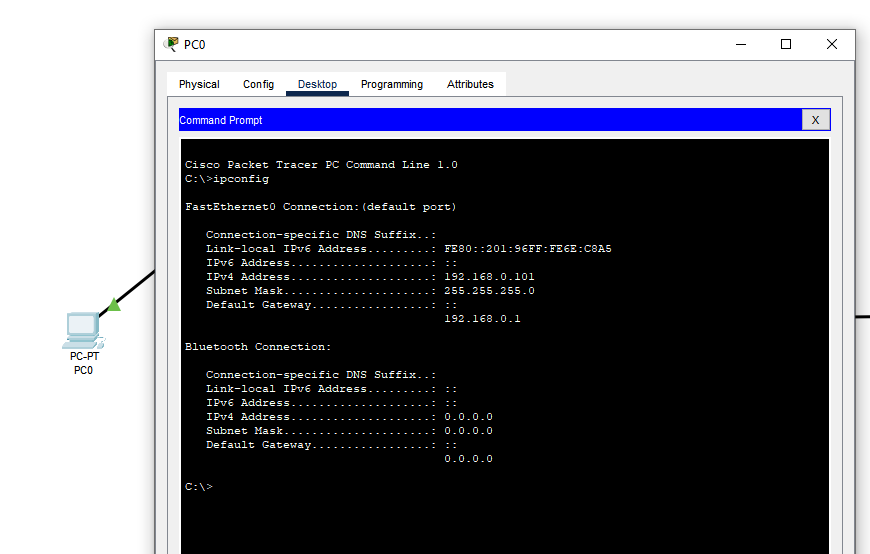 PC0
Physical Config Desktop Programming Attributes
Command Prompt X
Cisco Packet Tracer PC Command Line 1.0
C:\>ipconfig
FastEthernet0 Connection:(default port)
Connection-specific DNS Suffix..:
Link-local IPv6 Address.........: FE80::201:96FF:FE6E:C8A5
IPv6 Address....................: ::
IPv4 Address....................: 192.168.0.101
Subnet Mask.....................: 255.255.255.0
Default Gateway.................: ::
192.168.0.1
Bluetooth Connection:
Connection-specific DNS Suffix..:
Link-local IPv6 Address.........: ::
IPv6 Address....................: ::
IPv4 Address....................: 0.0.0.0
Subnet Mask.....................: 0.0.0.0
Default Gateway.................: ::
0.0.0.0
C:\>
PC-PT
PC0